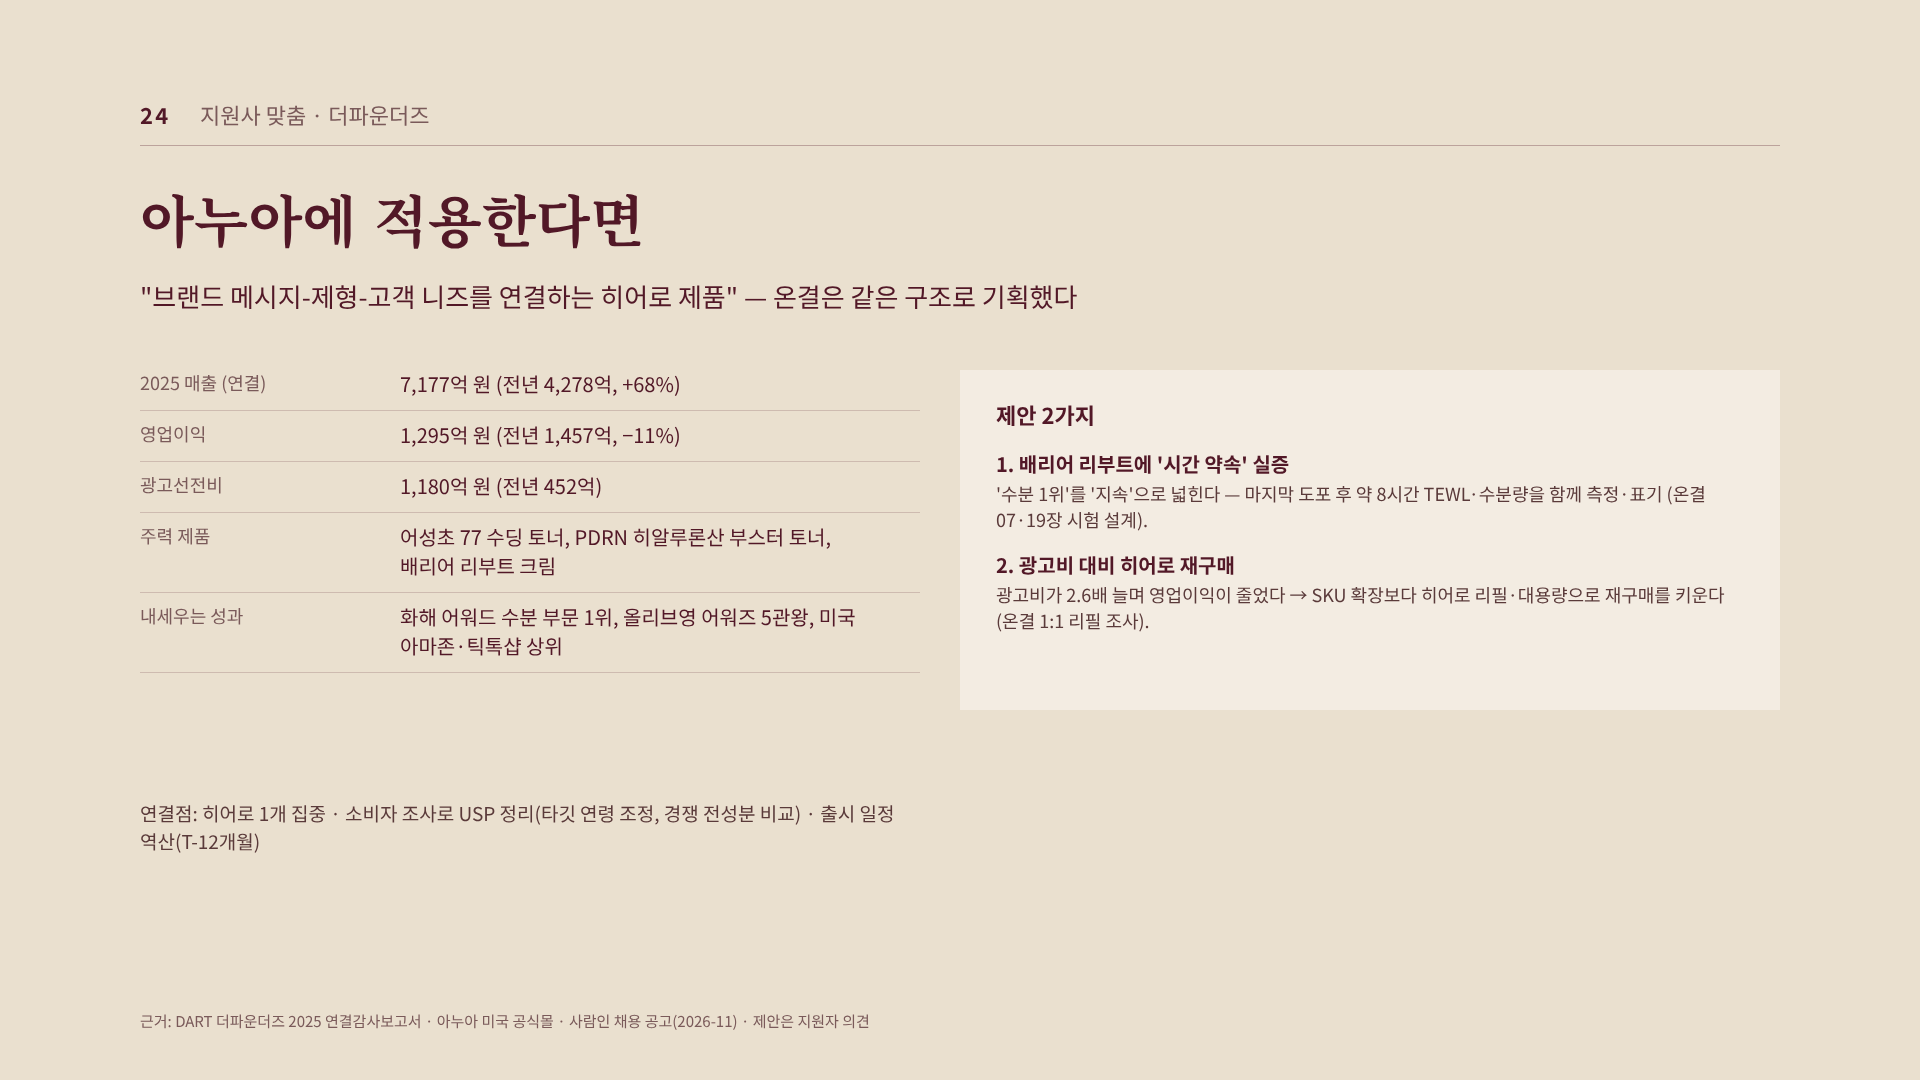 24 지원사 맞춤 · 더파운더즈
아누아에 적용한다면
"브랜드 메시지-제형-고객 니즈를 연결하는 히어로 제품" — 온결은 같은 구조로 기획했다
2025 매출 (연결) 7,177억 원 (전년 4,278억, +68%)
영업이익 1,295억 원 (전년 1,457억, −11%)
광고선전비 1,180억 원 (전년 452억)
주력 제품 어성초 77 수딩 토너, PDRN 히알루론산 부스터 토너,
배리어 리부트 크림
내세우는 성과 화해 어워드 수분 부문 1위, 올리브영 어워즈 5관왕, 미국
아마존·틱톡샵 상위
제안 2가지
1. 배리어 리부트에 '시간 약속' 실증
'수분 1위'를 '지속'으로 넓힌다 — 마지막 도포 후 약 8시간 TEWL·수분량을 함께 측정·표기 (온결
07·19장 시험 설계).
2. 광고비 대비 히어로 재구매
광고비가 2.6배 늘며 영업이익이 줄었다 → SKU 확장보다 히어로 리필·대용량으로 재구매를 키운다
(온결 1:1 리필 조사).
연결점: 히어로 1개 집중 · 소비자 조사로 USP 정리(타깃 연령 조정, 경쟁 전성분 비교) · 출시 일정
역산(T-12개월)
근거: DART 더파운더즈 2025 연결감사보고서 · 아누아 미국 공식몰 · 사람인 채용 공고(2026-11) · 제안은 지원자 의견